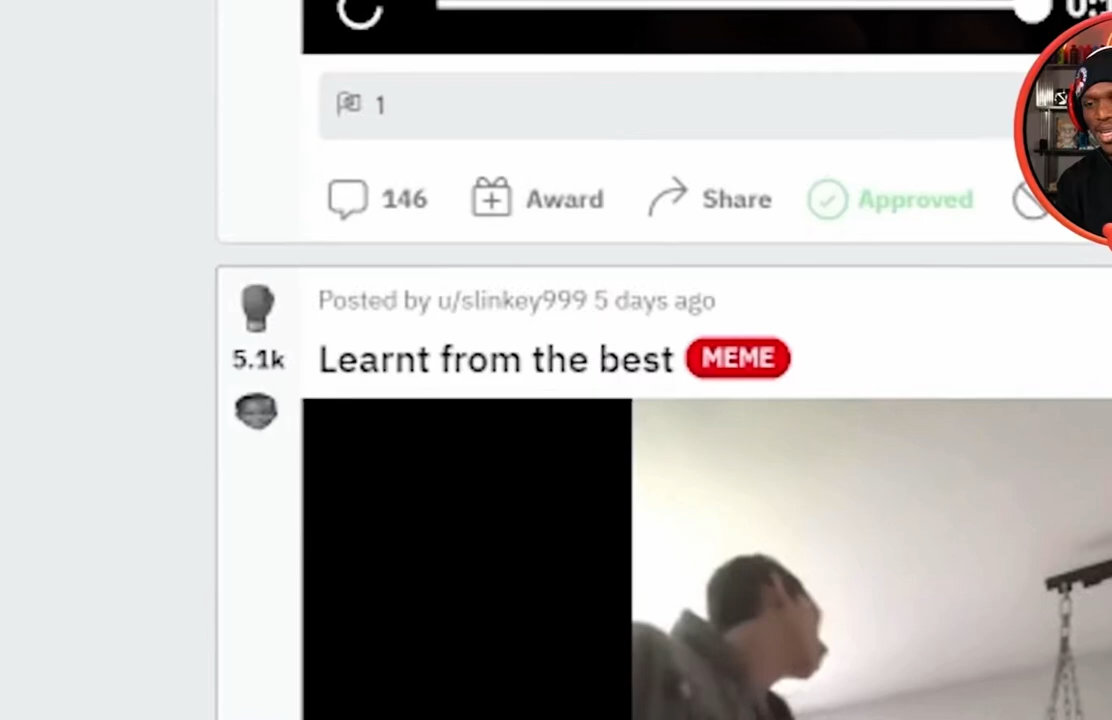 1
146 Award Share Approved
Posted by u/slinkey999 5 days ago
5.1k Learnt from the best MEME